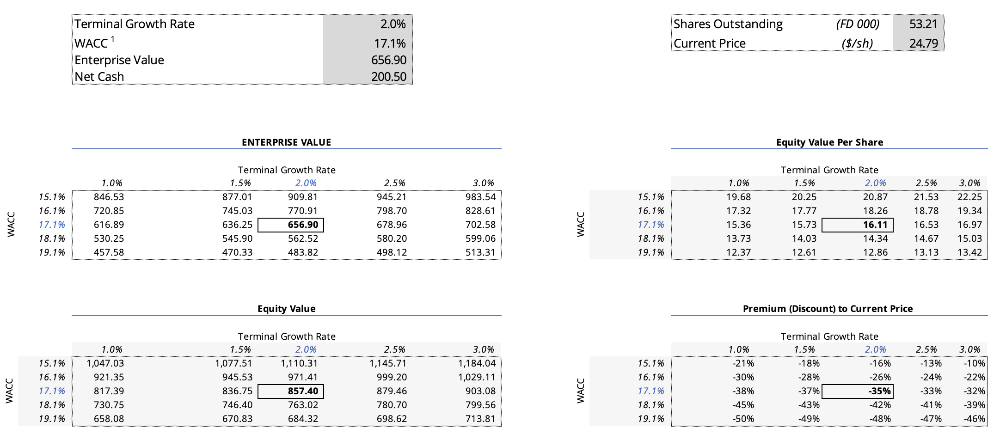 Terminal Growth Rate 2.0%
WACC 1 17.1%
Enterprise Value 656.90
Net Cash 200.50
Shares Outstanding (FD 000) 53.21
Current Price ($/sh) 24.79
ENTERPRISE VALUE
Terminal Growth Rate
1.0% 1.5% 2.0% 2.5% 3.0%
WACC
15.1% 846.53 877.01 909.81 945.21 983.54
16.1% 720.85 745.03 770.91 798.70 828.61
17.1% 616.89 636.25 656.90 678.96 702.58
18.1% 530.25 545.90 562.52 580.20 599.06
19.1% 457.58 470.33 483.82 498.12 513.31
Equity Value Per Share
Terminal Growth Rate
1.0% 1.5% 2.0% 2.5% 3.0%
WACC
15.1% 19.68 20.25 20.87 21.53 22.25
16.1% 17.32 17.77 18.26 18.78 19.34
17.1% 15.36 15.73 16.11 16.53 16.97
18.1% 13.73 14.03 14.34 14.67 15.03
19.1% 12.37 12.61 12.86 13.13 13.42
Equity Value
Terminal Growth Rate
1.0% 1.5% 2.0% 2.5% 3.0%
WACC
15.1% 1,047.03 1,077.51 1,110.31 1,145.71 1,184.04
16.1% 921.35 945.53 971.41 999.20 1,029.11
17.1% 817.39 836.75 857.40 879.46 903.08
18.1% 730.75 746.40 763.02 780.70 799.56
19.1% 658.08 670.83 684.32 698.62 713.81
Premium (Discount) to Current Price
Terminal Growth Rate
1.0% 1.5% 2.0% 2.5% 3.0%
WACC
15.1% -21% -18% -16% -13% -10%
16.1% -30% -28% -26% -24% -22%
17.1% -38% -37% -35% -33% -32%
18.1% -45% -43% -42% -41% -39%
19.1% -50% -49% -48% -47% -46%